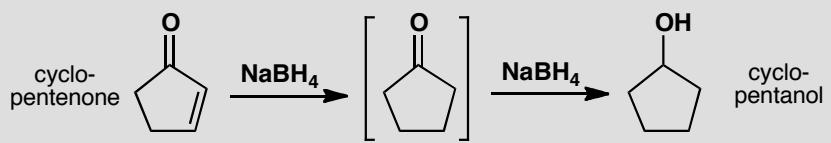 O
cyclo-
pentenone
NaBH4
O
NaBH4
OH
cyclo-
pentanol